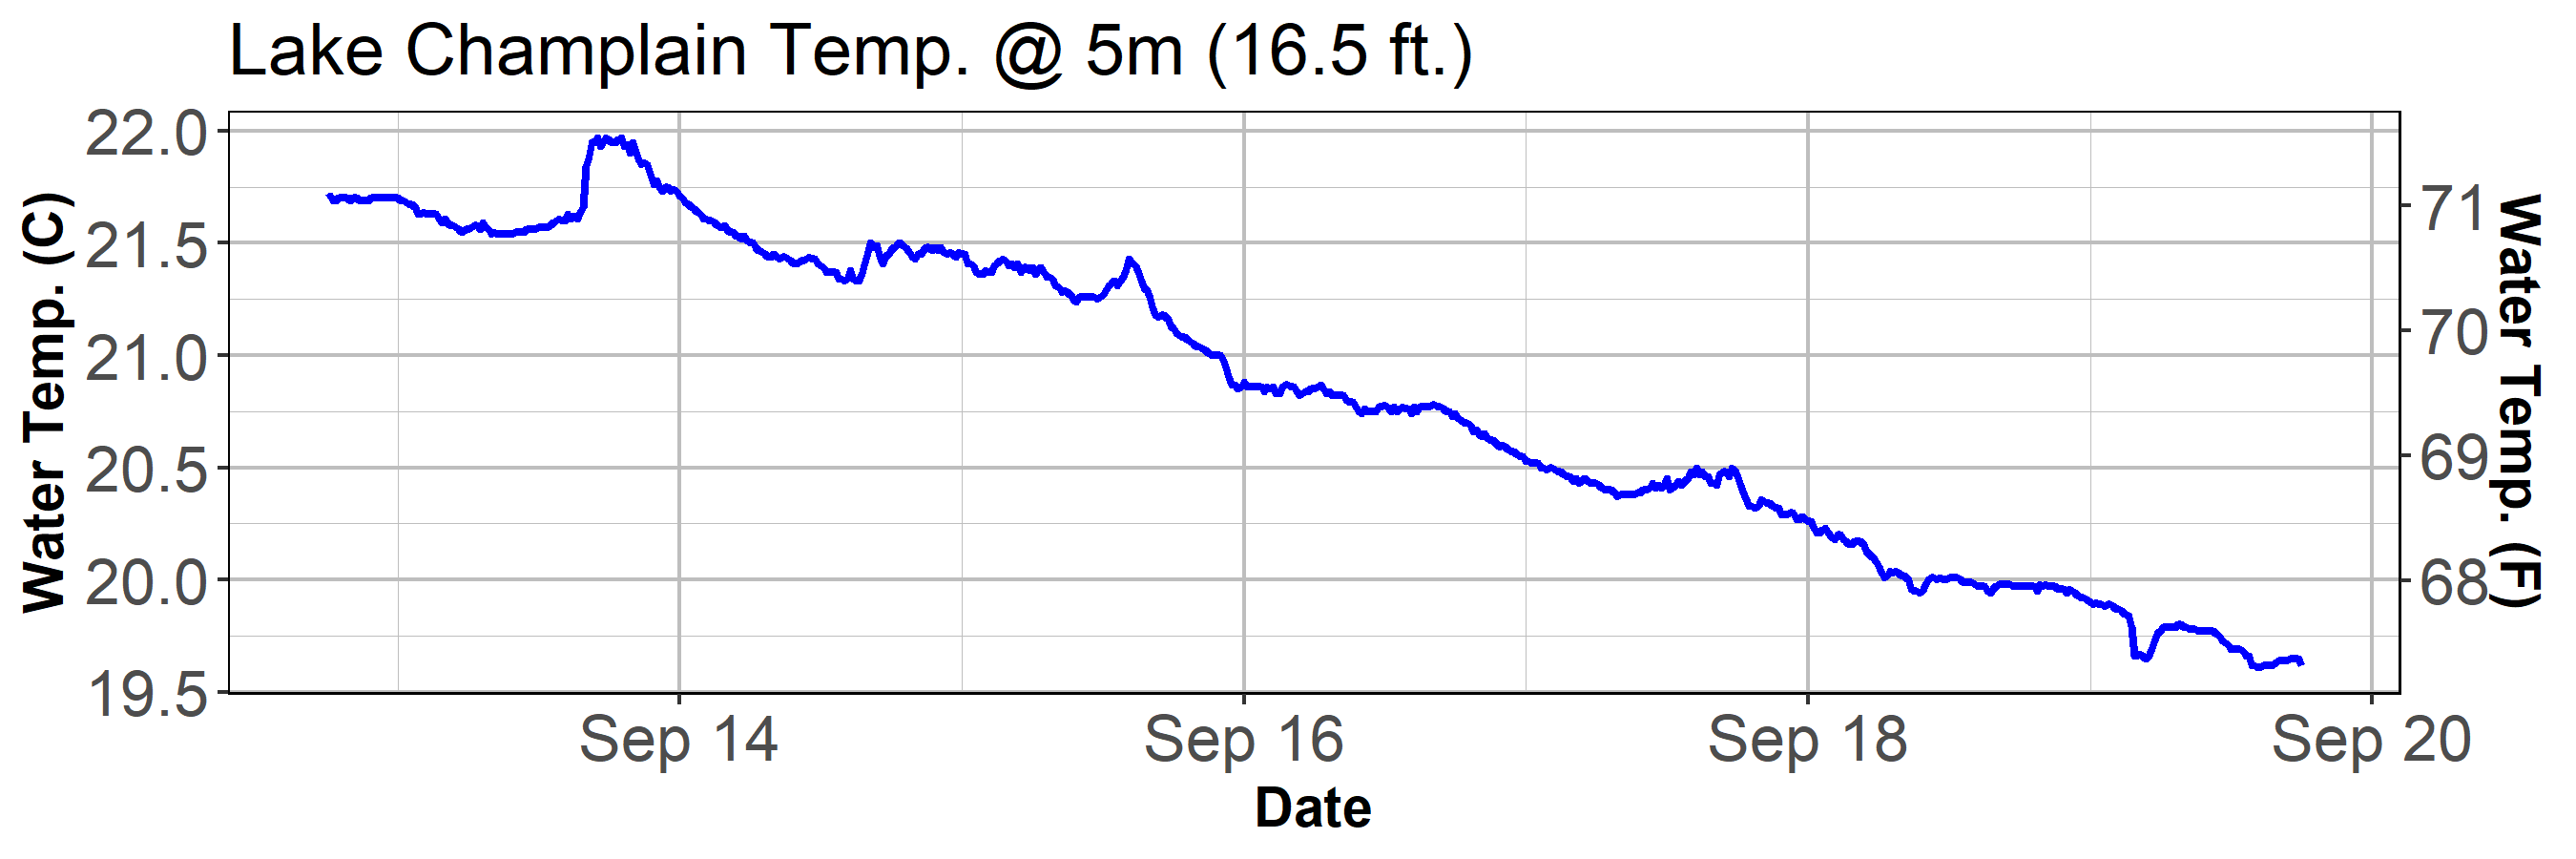 Lake Champlain Temp. @ 5m (16.5 ft.)
Water Temp. (C)
22.0
21.5
21.0
20.5
20.0
19.5
71
70
69
68
Water Temp. (F)
Sep 14
Sep 16
Sep 18
Sep 20
Date